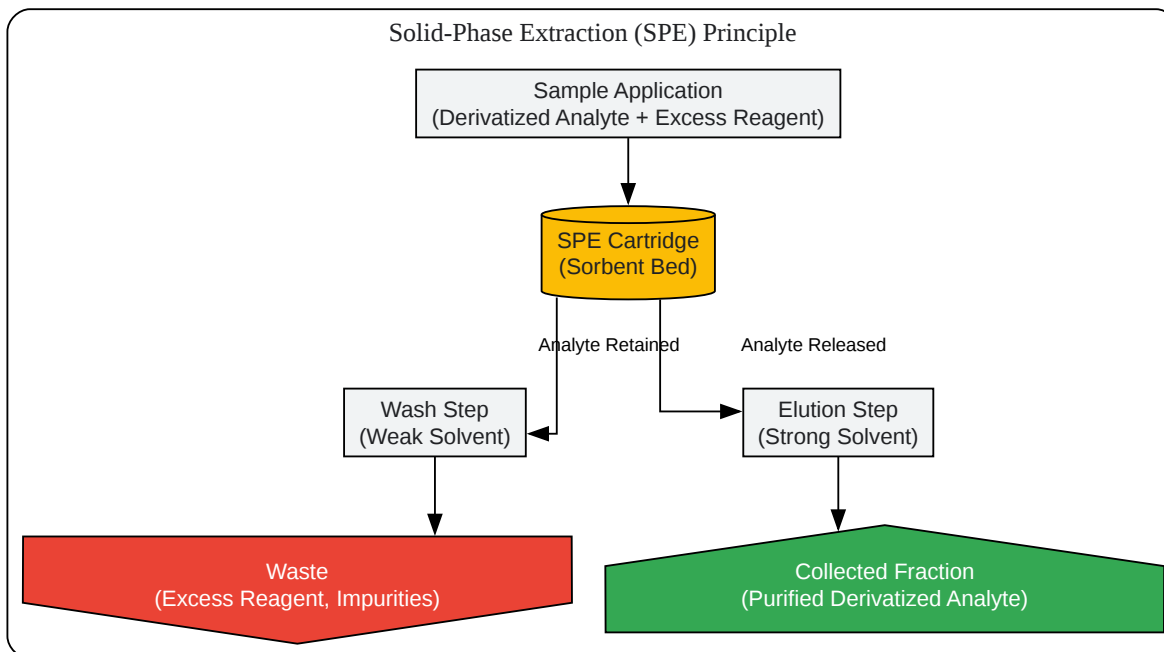 Solid-Phase Extraction (SPE) Principle
Sample Application
(Derivatized Analyte + Excess Reagent)
SPE Cartridge
(Sorbent Bed)
Analyte Retained
Analyte Released
Wash Step
(Weak Solvent)
Elution Step
(Strong Solvent)
Waste
(Excess Reagent, Impurities)
Collected Fraction
(Purified Derivatized Analyte)